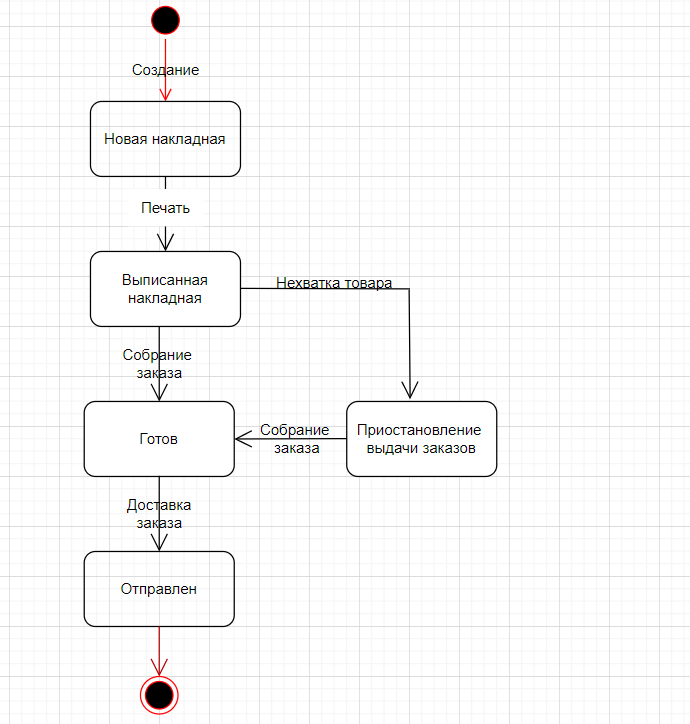 Создание
Новая накладная
Печать
Выписанная
накладная
Нехватка товара
Собрание
заказа
Готов
Собрание
заказа
Приостановление
выдачи заказов
Доставка
заказа
Отправлен